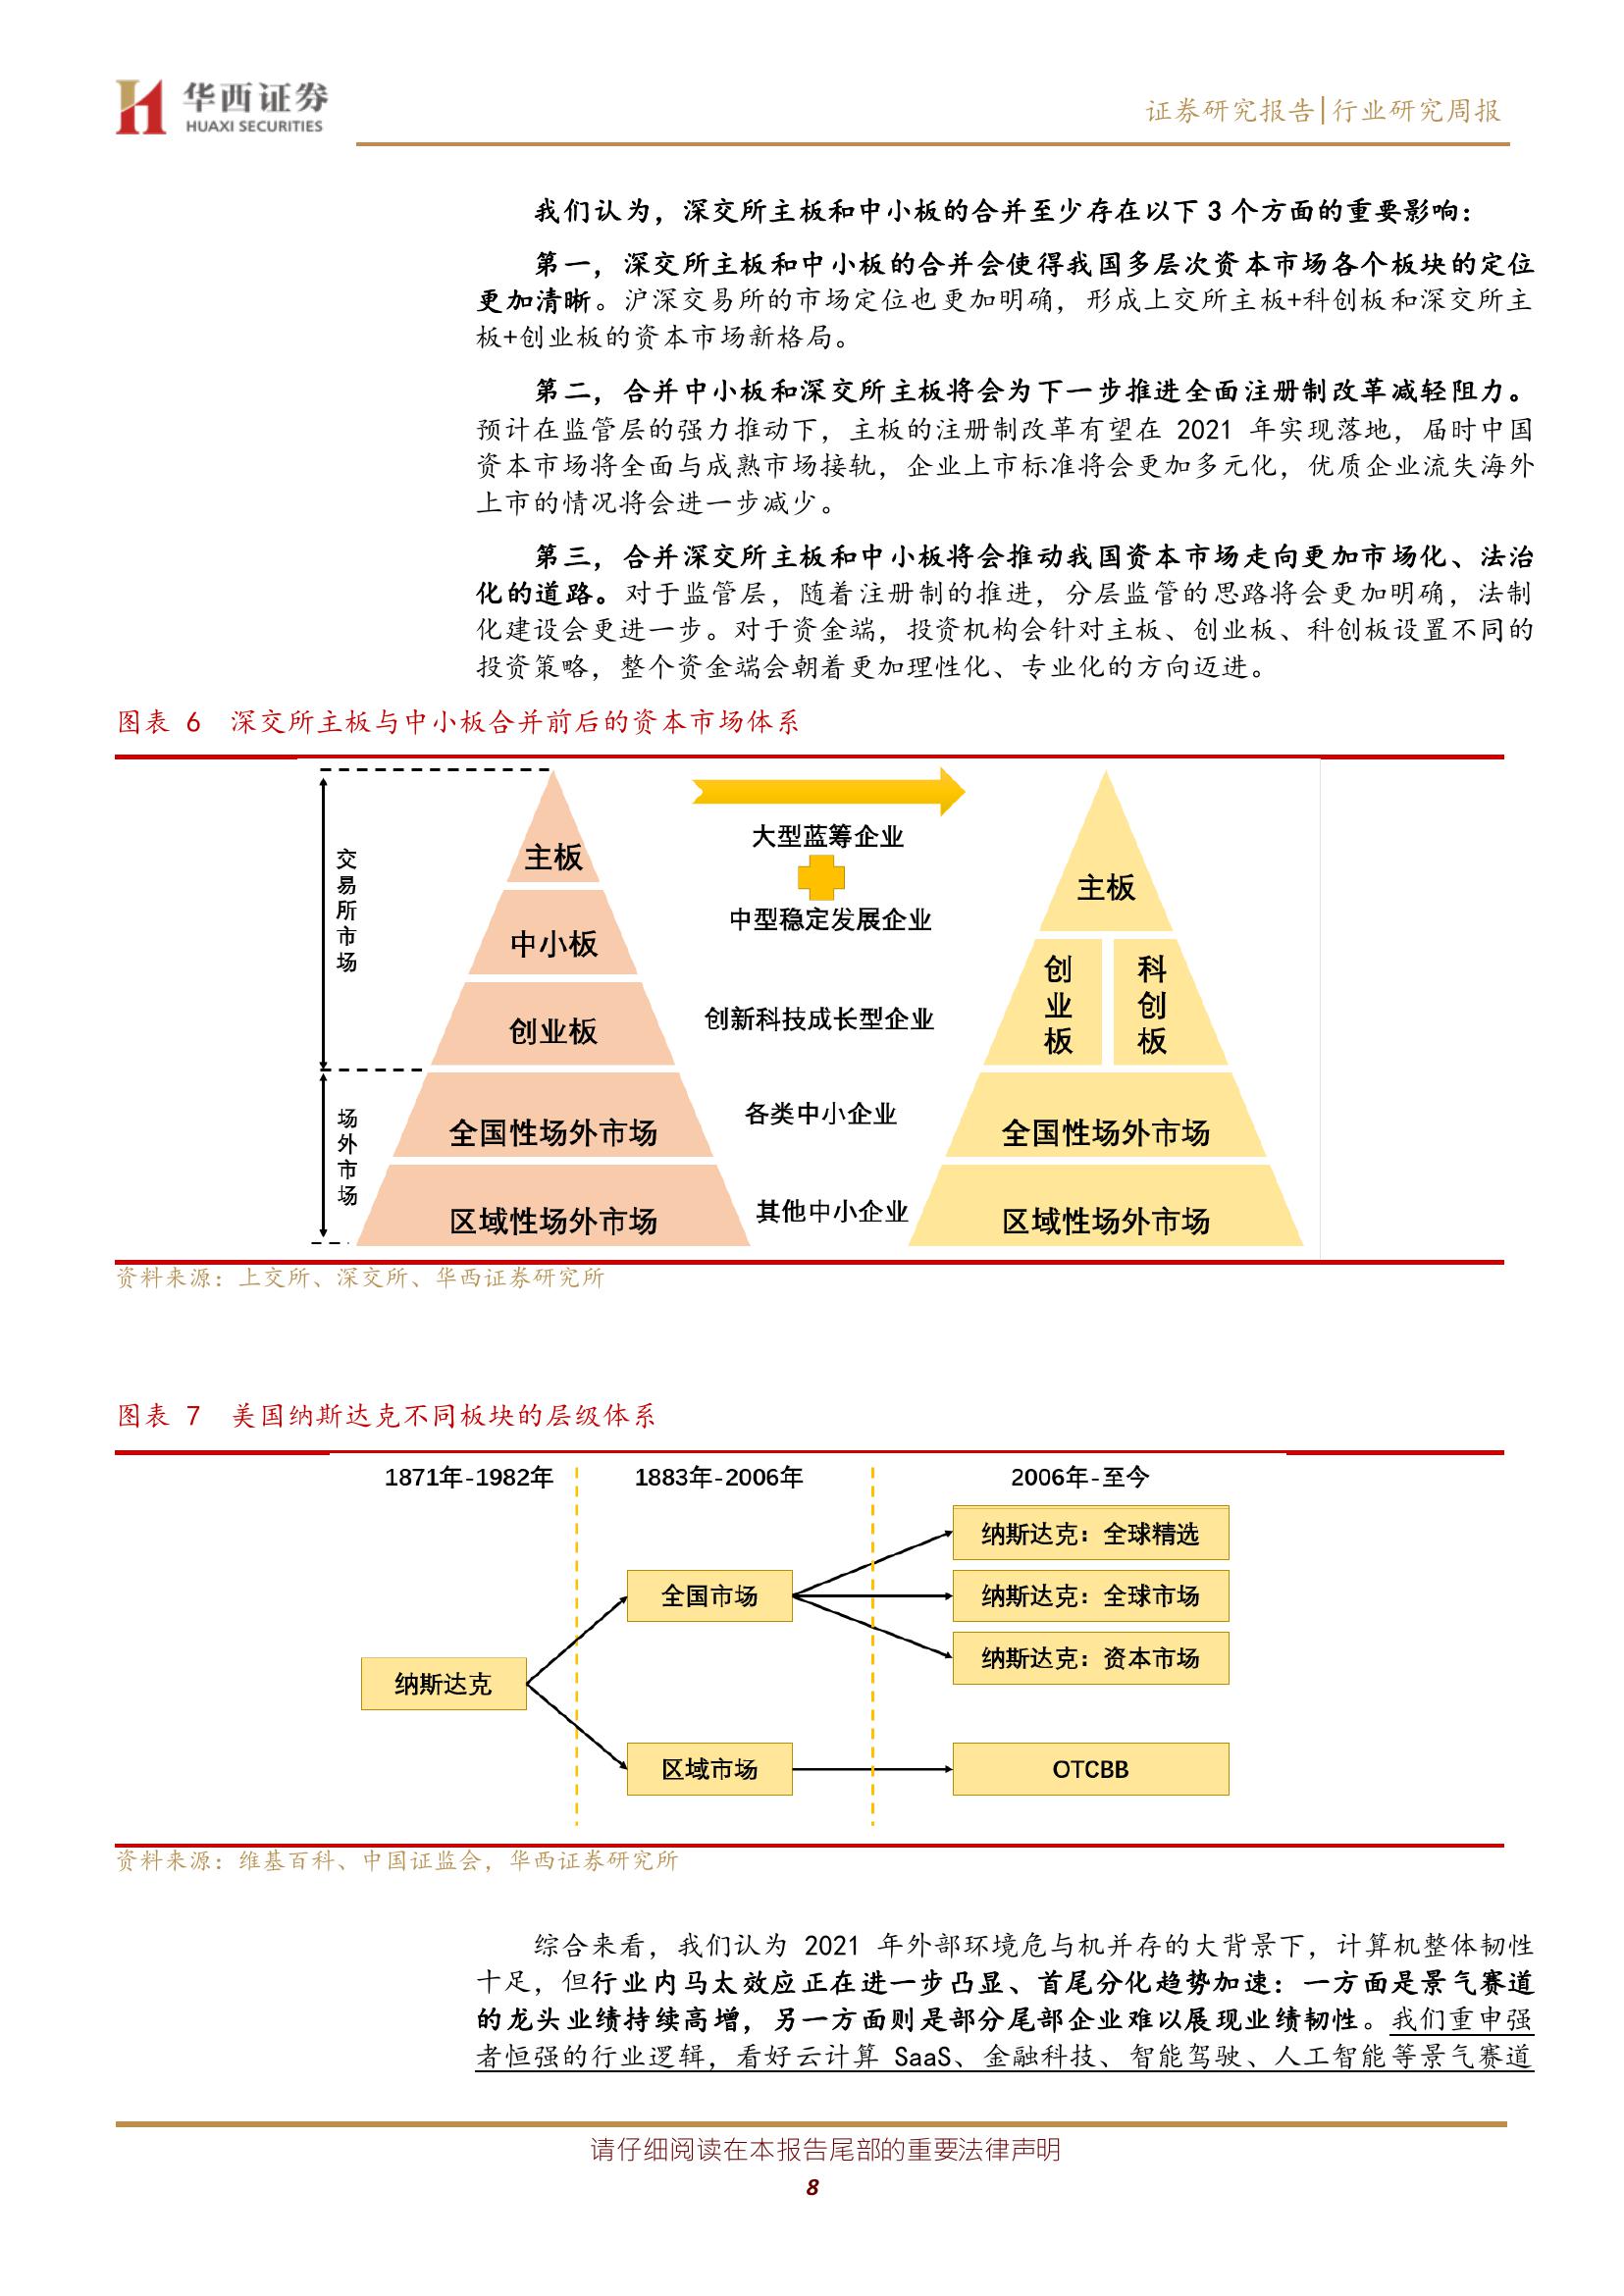 华西证券
HUAXI SECURITIES
证券研究报告|行业研究周报
我们认为，深交所主板和中小板的合并至少存在以下 3 个方面的重要影响：
第一，深交所主板和中小板的合并会使得我国多层次资本市场各个板块的定位
更加清晰。沪深交易所的市场定位也更加明确，形成上交所主板+科创板和深交所主
板+创业板的资本市场新格局。
第二，合并中小板和深交所主板将会为下一步推进全面注册制改革减轻阻力。
预计在监管层的强力推动下，主板的注册制改革有望在 2021 年实现落地，届时中国
资本市场将全面与成熟市场接轨，企业上市标准将会更加多元化，优质企业流失海外
上市的情况将会进一步减少。
第三，合并深交所主板和中小板将会推动我国资本市场走向更加市场化、法治
化的道路。对于监管层，随着注册制的推进，分层监管的思路将会更加明确，法制
化建设会更进一步。对于资金端，投资机构会针对主板、创业板、科创板设置不同的
投资策略，整个资金端会朝着更加理性化、专业化的方向迈进。
图表 6 深交所主板与中小板合并前后的资本市场体系
交易所市场
场外市场
主板
中小板
创业板
全国性场外市场
区域性场外市场
大型蓝筹企业
中型稳定发展企业
创新科技成长型企业
各类中小企业
其他中小企业
主板
创业板
科创板
全国性场外市场
区域性场外市场
资料来源：上交所、深交所、华西证券研究所
图表 7 美国纳斯达克不同板块的层级体系
1871年-1982年
1883年-2006年
2006年-至今
纳斯达克
全国市场
区域市场
纳斯达克：全球精选
纳斯达克：全球市场
纳斯达克：资本市场
OTCBB
资料来源：维基百科、中国证监会，华西证券研究所
综合来看，我们认为 2021 年外部环境危与机并存的大背景下，计算机整体韧性
十足，但行业内马太效应正在进一步凸显、首尾分化趋势加速：一方面是景气赛道
的龙头业绩持续高增，另一方面则是部分尾部企业难以展现业绩韧性。我们重申强
者恒强的行业逻辑，看好云计算 SaaS、金融科技、智能驾驶、人工智能等景气赛道
请仔细阅读在本报告尾部的重要法律声明
8